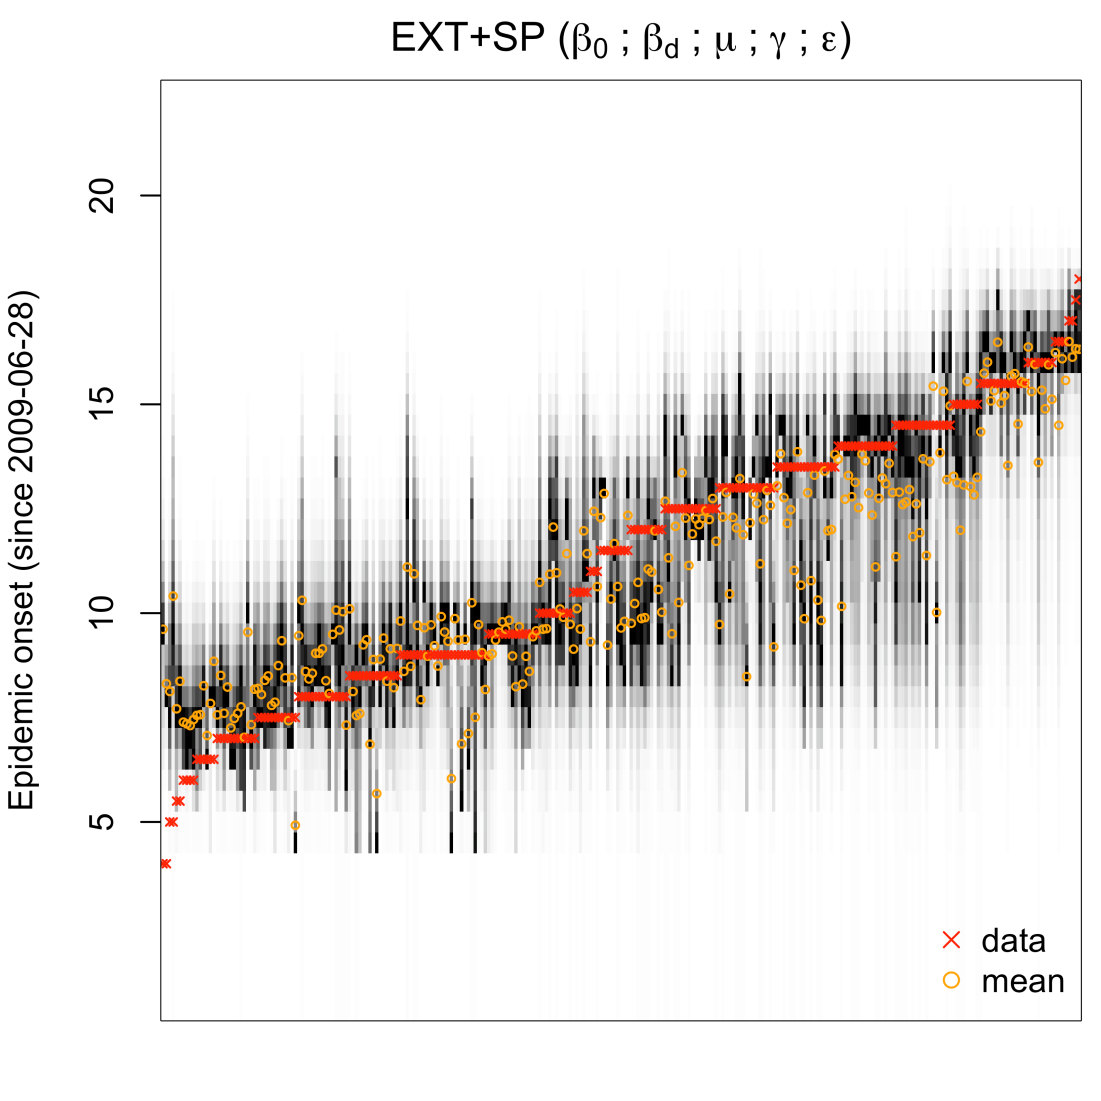 EXT+SP (β0 ; βd ; μ ; γ ; ε)
Epidemic onset (since 2009-06-28)
20
15
10
5
data
mean